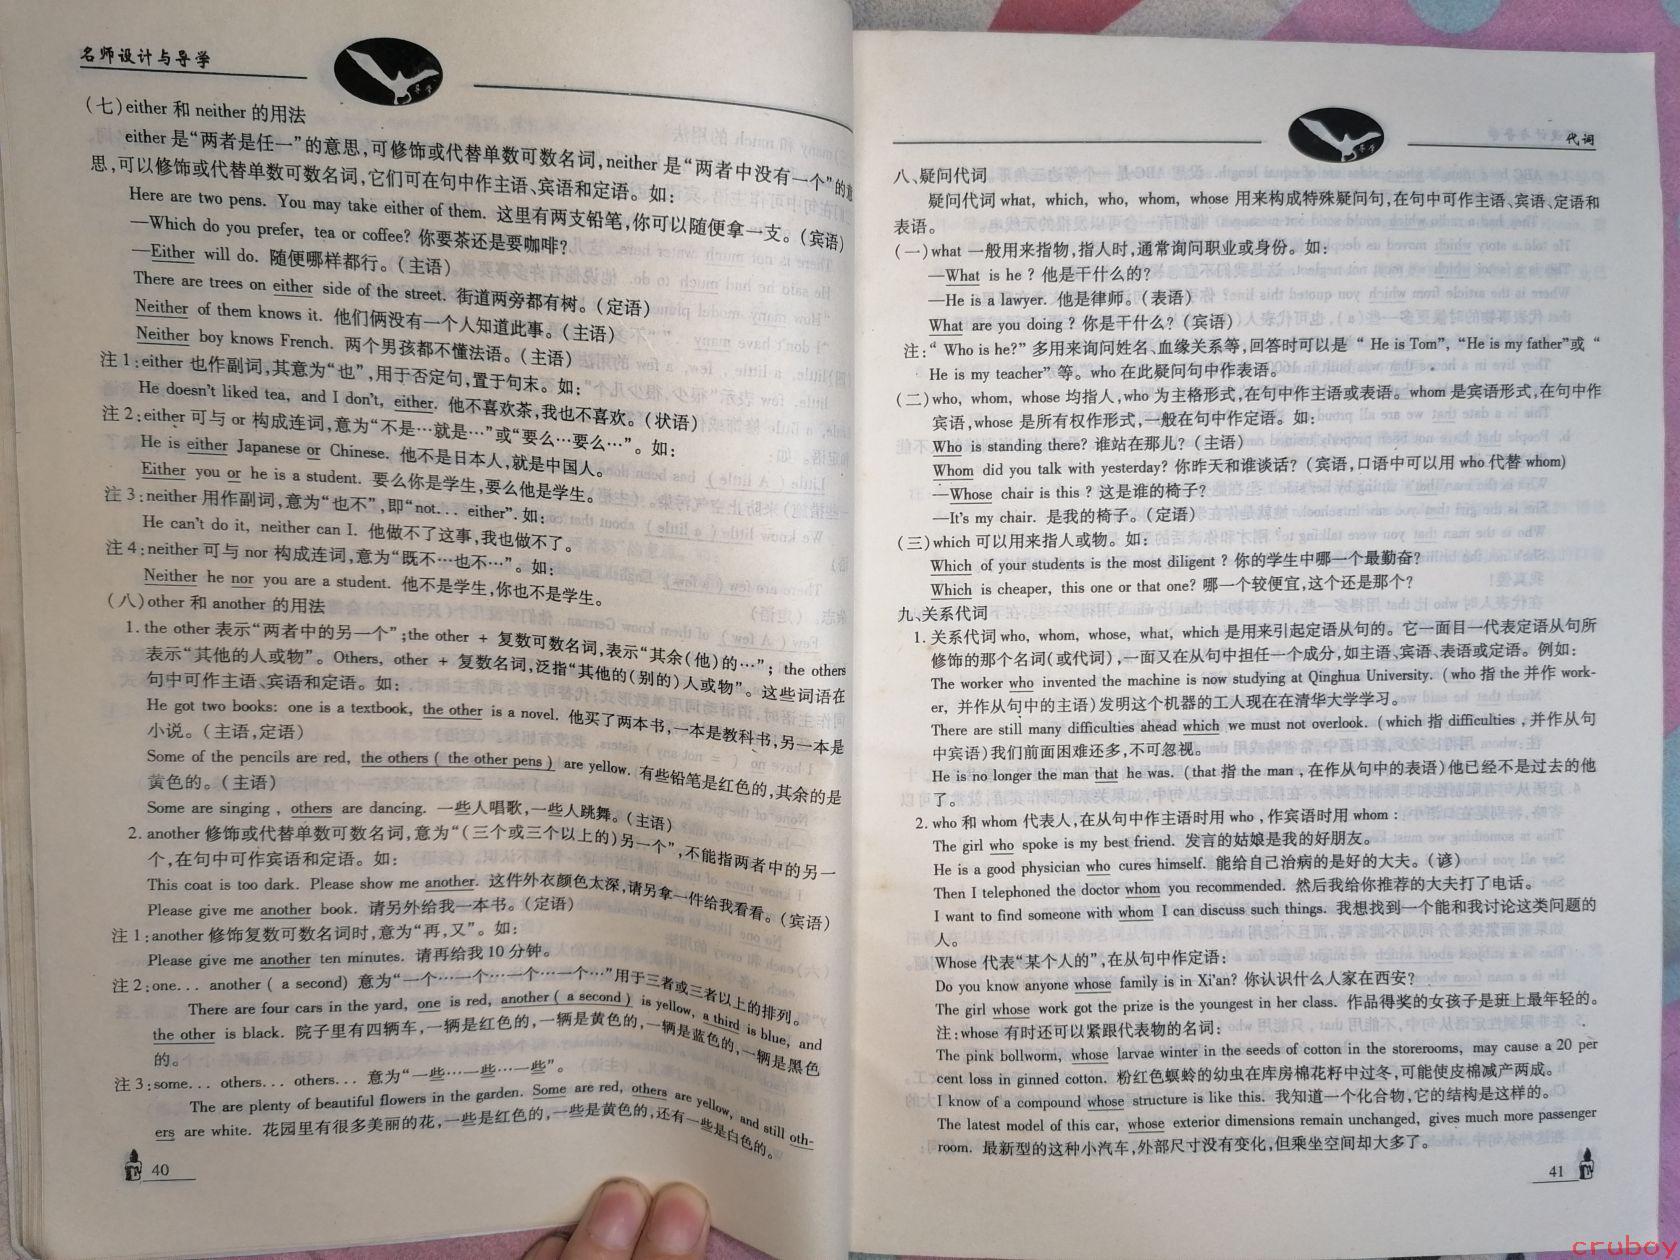 名师设计与导学
(七)either 和 neither 的用法
either 是“两者是任一”的意思,可修饰或代替单数可数名词,neither 是“两者中没有一个”的意
思,可以修饰或代替单数可数名词,它们可在句中作主语、宾语和定语。如:
Here are two pens. You may take either of them. 这里有两支铅笔,你可以随便拿一支。(宾语)
—Which do you prefer, tea or coffee? 你要茶还是要咖啡?
—Either will do. 随便哪样都行。(主语)
There are trees on either side of the street. 街道两旁都有树。(定语)
Neither of them knows it. 他们俩没有一个人知道此事。(主语)
Neither boy knows French. 两个男孩都不懂法语。(主语)
注 1:either 也作副词,其意为“也”,用于否定句,置于句末。如:
He doesn't liked tea, and I don't, either. 他不喜欢茶,我也不喜欢。(状语)
注 2:either 可与 or 构成连词,意为“不是…就是…”或“要么…要么…”。如:
He is either Japanese or Chinese. 他不是日本人,就是中国人。
Either you or he is a student. 要么你是学生,要么他是学生。
注 3:neither 用作副词,意为“也不”,即“not... either”.如:
He can't do it, neither can I. 他做不了这事,我也做不了。
注 4:neither 可与 nor 构成连词,意为“既不…也不…”。如:
Neither he nor you are a student. 他不是学生,你也不是学生。
(八)other 和 another 的用法
1. the other 表示“两者中的另一个”;the other + 复数可数名词,表示“其余(他)的…”; the others
表示“其他的人或物”。Others, other + 复数名词,泛指“其他的(别的)人或物”。这些词语在
句中可作主语、宾语和定语。如:
He got two books: one is a textbook, the other is a novel. 他买了两本书,一本是教科书,另一本是
小说。(主语,定语)
Some of the pencils are red, the others ( the other pens ) are yellow. 有些铅笔是红色的,其余的是
黄色的。(主语)
Some are singing , others are dancing. 一些人唱歌,一些人跳舞。(主语)
2. another 修饰或代替单数可数名词,意为“(三个或三个以上的)另一个”,不能指两者中的另一
个,在句中可作宾语和定语。如:
This coat is too dark. Please show me another. 这件外衣颜色太深,请另拿一件给我看看。(宾语)
Please give me another book. 请另外给我一本书。(定语)
注 1:another 修饰复数可数名词时,意为“再,又”。如:
Please give me another ten minutes. 请再给我 10 分钟。
注 2:one... another ( a second) 意为“一个…一个…一个…一个…”用于三者或三者以上的排列。
There are four cars in the yard, one is red, another ( a second ) is yellow, a third is blue, and
the other is black. 院子里有四辆车,一辆是红色的,一辆是黄色的,一辆是蓝色的,一辆是黑色
的。
注 3:some... others... others... 意为“一些…一些…一些”。
The are plenty of beautiful flowers in the garden. Some are red, others are yellow, and still oth-
ers are white. 花园里有很多美丽的花,一些是红色的,一些是黄色的,还有一些是白色的。
40
代词
八、疑问代词
疑问代词 what, which, who, whom, whose 用来构成特殊疑问句,在句中可作主语、宾语、定语和
表语。
(一)what 一般用来指物,指人时,通常询问职业或身份。如:
—What is he ? 他是干什么的?
—He is a lawyer. 他是律师。(表语)
What are you doing ? 你是干什么? (宾语)
注:“ Who is he?” 多用来询问姓名、血缘关系等,回答时可以是 “ He is Tom”, “He is my father”或 “
He is my teacher” 等。who 在此疑问句中作表语。
(二)who, whom, whose 均指人,who 为主格形式,在句中作主语或表语。whom 是宾语形式,在句中作
宾语,whose 是所有权作形式,一般在句中作定语。如:
Who is standing there? 谁站在那儿? (主语)
Whom did you talk with yesterday? 你昨天和谁谈话? (宾语,口语中可以用 who 代替 whom)
—Whose chair is this ? 这是谁的椅子?
—It's my chair. 是我的椅子。(定语)
(三)which 可以用来指人或物。如:
Which of your students is the most diligent ? 你的学生中哪一个最勤奋?
Which is cheaper, this one or that one? 哪一个较便宜,这个还是那个?
九、关系代词
1. 关系代词 who, whom, whose, what, which 是用来引起定语从句的。它一面目一代表定语从句所
修饰的那个名词(或代词),一面又在从句中担任一个成分,如主语、宾语、表语或定语。例如:
The worker who invented the machine is now studying at Qinghua University. (who 指 the 并作 work-
er, 并作从句中的主语)发明这个机器的工人现在在清华大学学习。
There are still many difficulties ahead which we must not overlook. (which 指 difficulties , 并作从句
中宾语)我们前面困难还多,不可忽视。
He is no longer the man that he was. (that 指 the man , 在作从句中的表语)他已经不是过去的他
了。
2. who 和 whom 代表人,在从句中作主语时用 who , 作宾语时用 whom :
The girl who spoke is my best friend. 发言的姑娘是我的好朋友。
He is a good physician who cures himself. 能给自己治病的是好的大夫。(谚)
Then I telephoned the doctor whom you recommended. 然后我给你推荐的大夫打了电话。
I want to find someone with whom I can discuss such things. 我想找到一个能和我讨论这类问题的
人。
Whose 代表“某个人的”,在从句中作定语:
Do you know anyone whose family is in Xi'an? 你认识什么人家在西安?
The girl whose work got the prize is the youngest in her class. 作品得奖的女孩子是班上最年轻的。
注:whose 有时还可以紧跟代表物的名词:
The pink bollworm, whose larvae winter in the seeds of cotton in the storerooms, may cause a 20 per
cent loss in ginned cotton. 粉红色螟蛉的幼虫在库房棉花籽中过冬,可能使皮棉减产两成。
I know of a compound whose structure is like this. 我知道一个化合物,它的结构是这样的。
The latest model of this car, whose exterior dimensions remain unchanged, gives much more passenger
room. 最新型的这种小汽车,外部尺寸没有变化,但乘坐空间却大多了。
41
cruboy